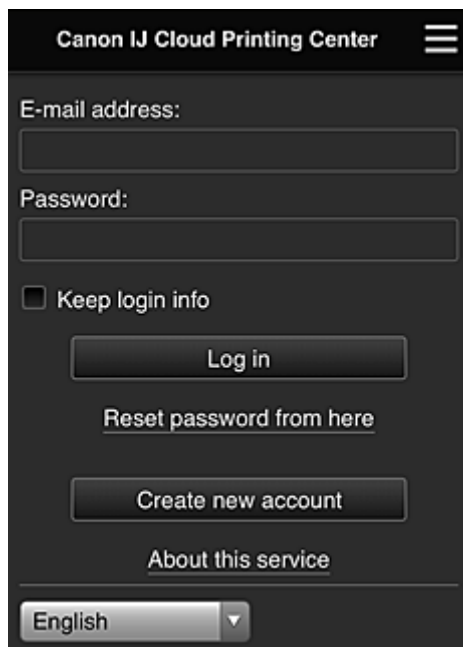 Canon IJ Cloud Printing Center
E-mail address:
Password:
Keep login info
Log in
Reset password from here
Create new account
About this service
English